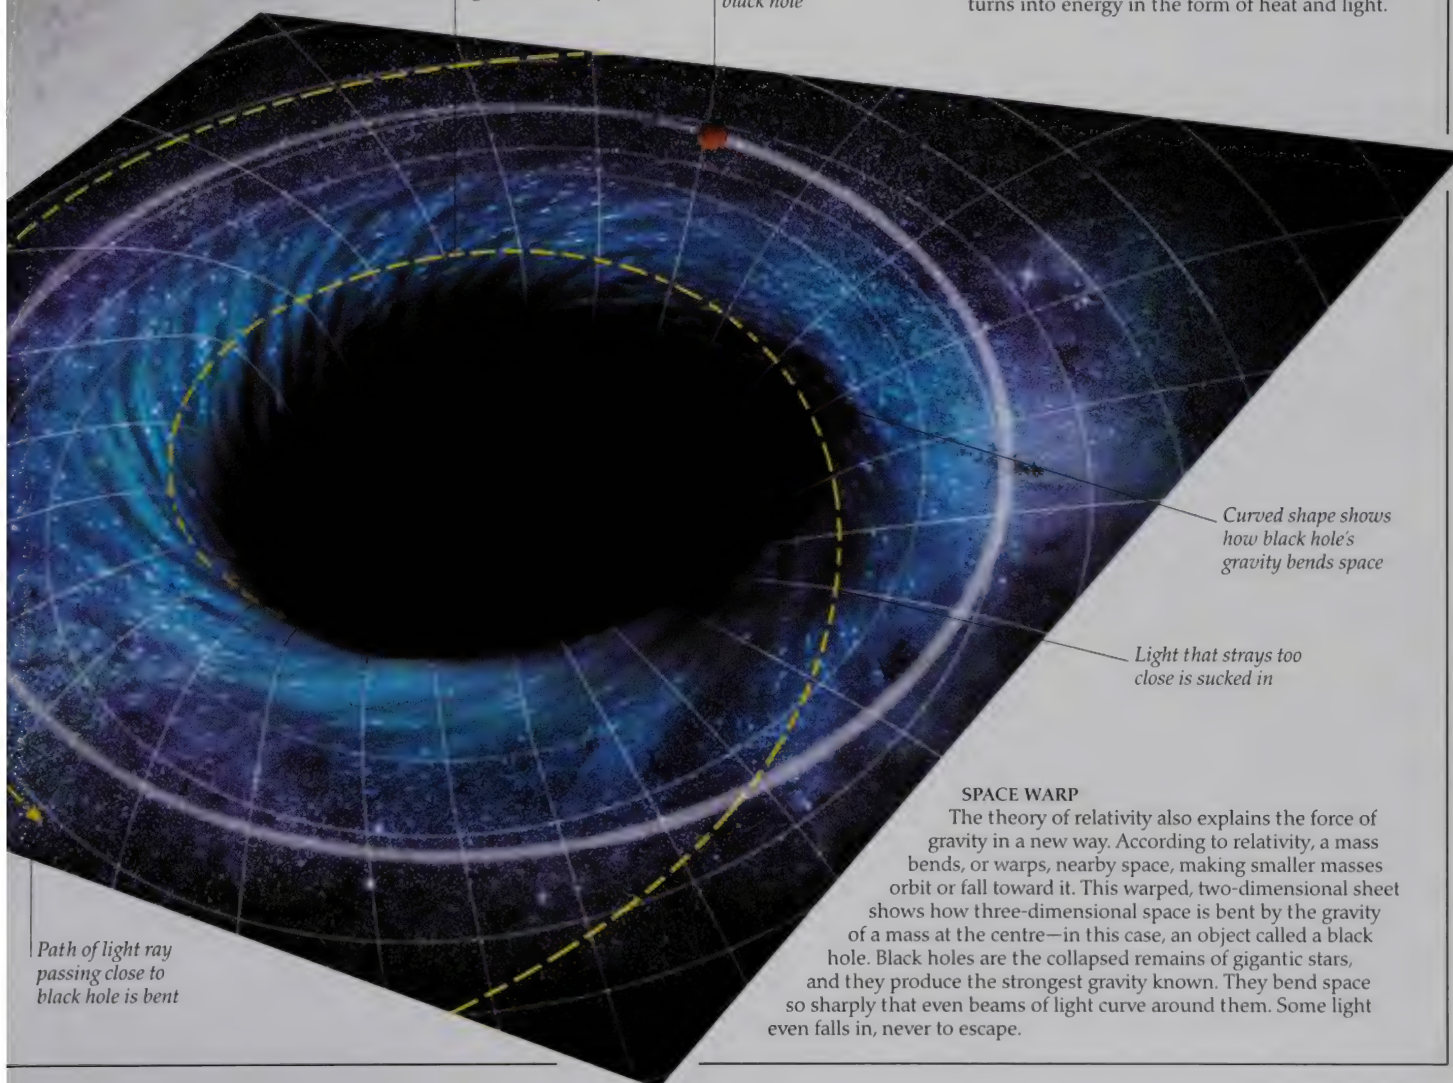 black hole
turns into energy in the form of heat and light.
Curved shape shows
how black hole's
gravity bends space
Light that strays too
close is sucked in
SPACE WARP
The theory of relativity also explains the force of
gravity in a new way. According to relativity, a mass
bends, or warps, nearby space, making smaller masses
orbit or fall toward it. This warped, two-dimensional sheet
shows how three-dimensional space is bent by the gravity
of a mass at the centre—in this case, an object called a black
hole. Black holes are the collapsed remains of gigantic stars,
and they produce the strongest gravity known. They bend space
so sharply that even beams of light curve around them. Some light
even falls in, never to escape.
Path of light ray
passing close to
black hole is bent